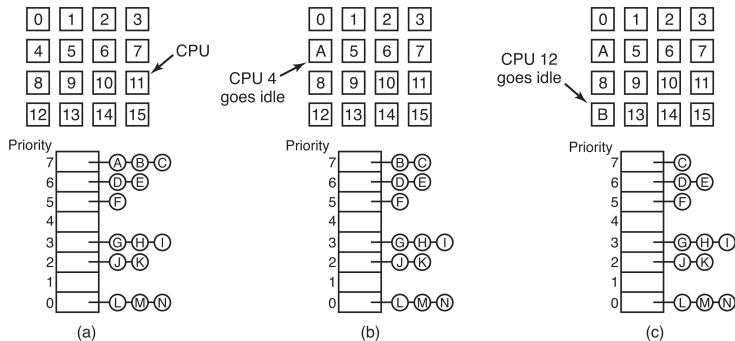 0 1 2 3
4 5 6 7
CPU
8 9 10 11
12 13 14 15
Priority
7 A B C
6 D E
5 F
4
3 G H I
2 J K
1
0 L M N
(a)
0 1 2 3
A 5 6 7
CPU 4
goes idle
8 9 10 11
12 13 14 15
Priority
7 B C
6 D E
5 F
4
3 G H I
2 J K
1
0 L M N
(b)
0 1 2 3
A 5 6 7
CPU 12
goes idle
8 9 10 11
B 13 14 15
Priority
7 C
6 D E
5 F
4
3 G H I
2 J K
1
0 L M N
(c)